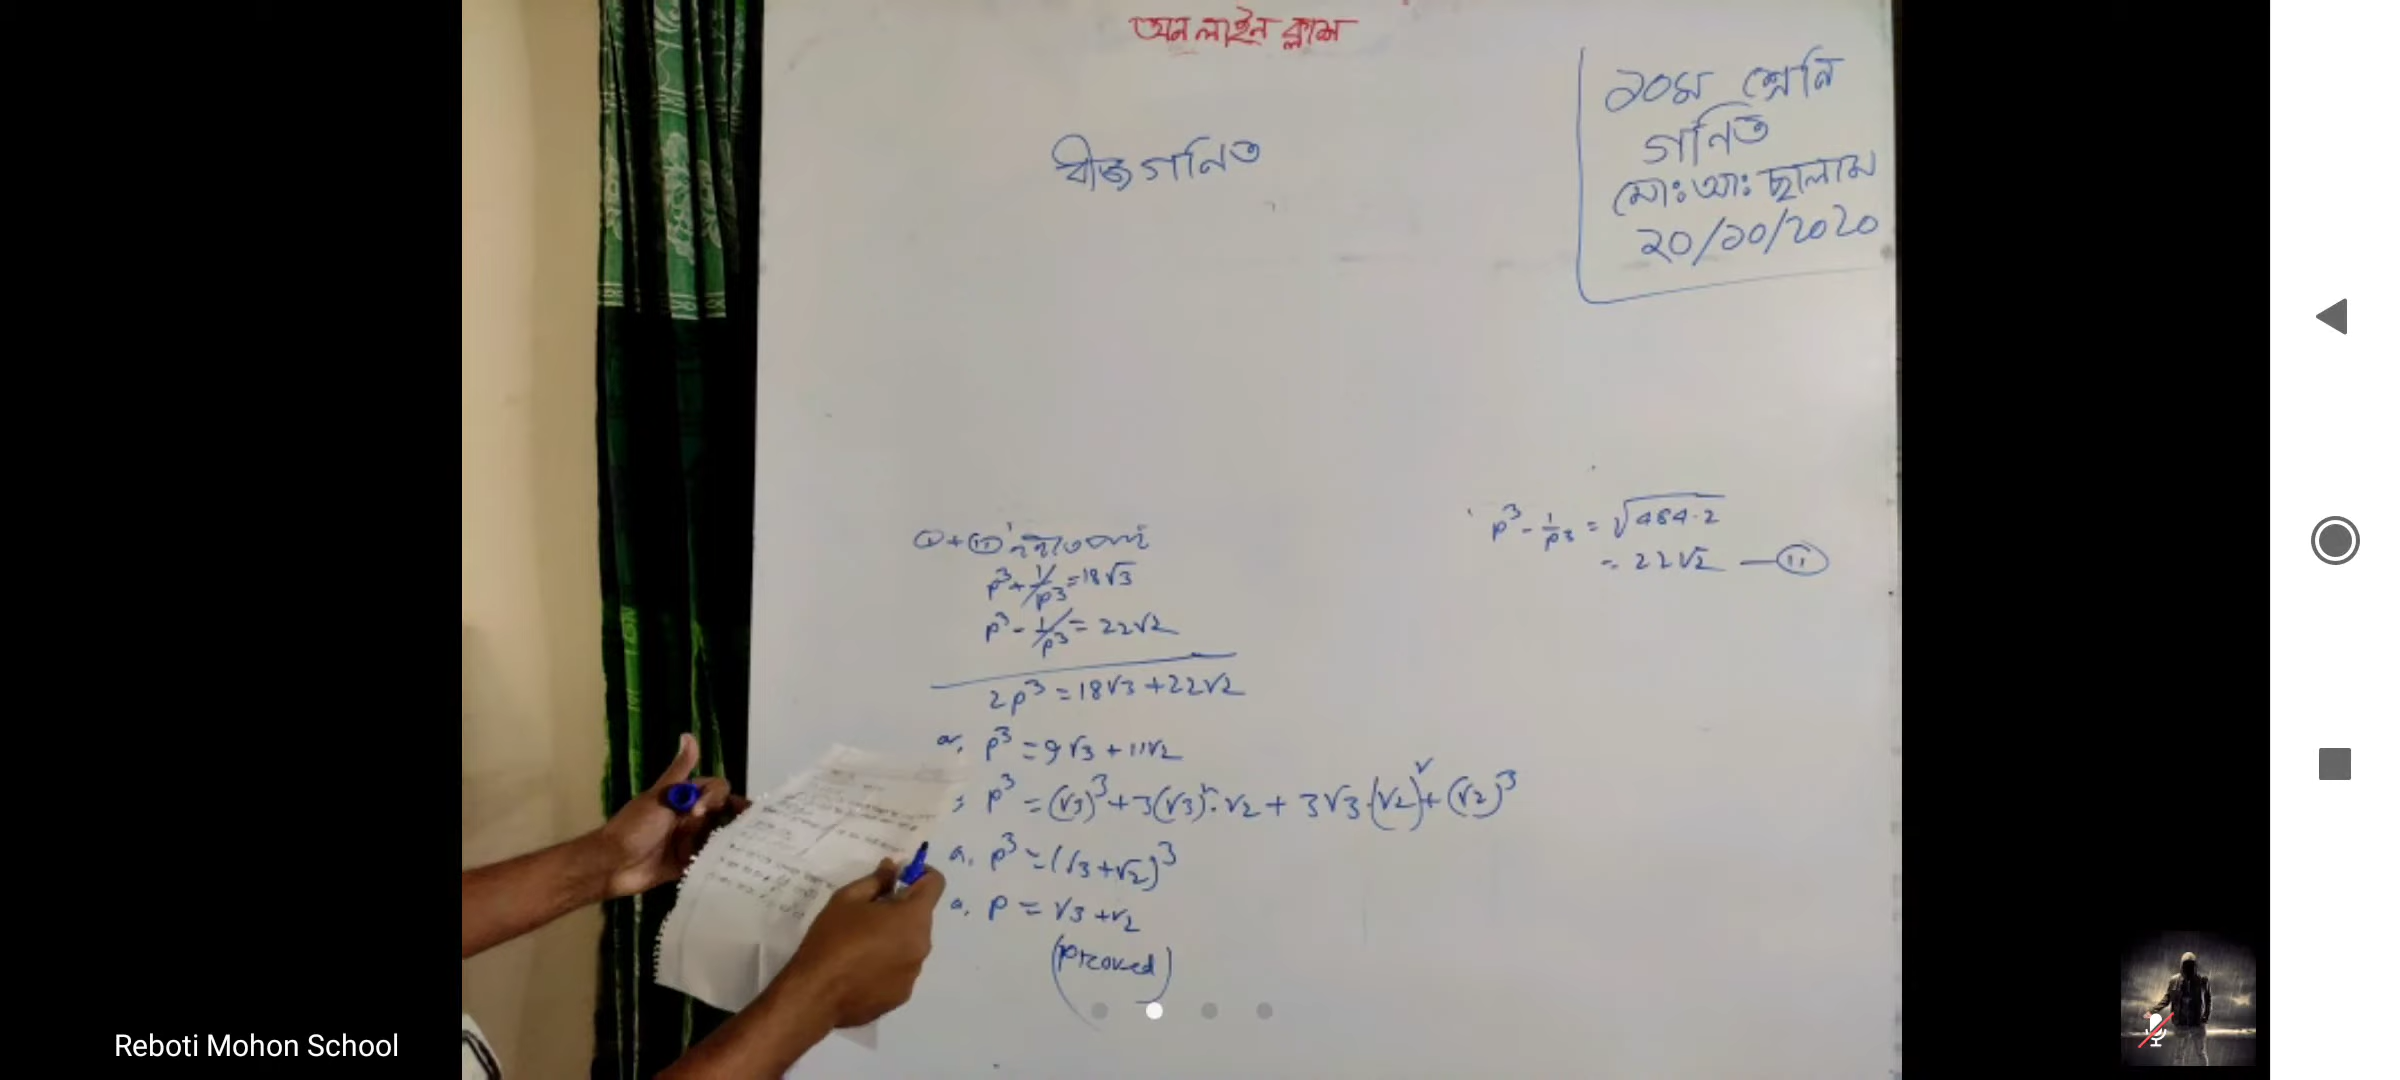 অন লাইন ক্লাশ
১০ম শ্রেনি
গনিত
মোঃ আঃ ছালাম
২০/১০/২০২০
বীজ গনিত
p³ - 1/p³ = √484·2
= 22√2 — (ii)
(i) + (ii)
p³ + 1/p³ = 18√3
p³ - 1/p³ = 22√2
2p³ = 18√3 + 22√2
p³ = 9√3 + 11√2
p³ = (√3)³ + 3(√3)²·√2 + 3√3·(√2)² + (√2)³
p³ = (√3 + √2)³
p = √3 + √2
(proved)
Reboti Mohon School